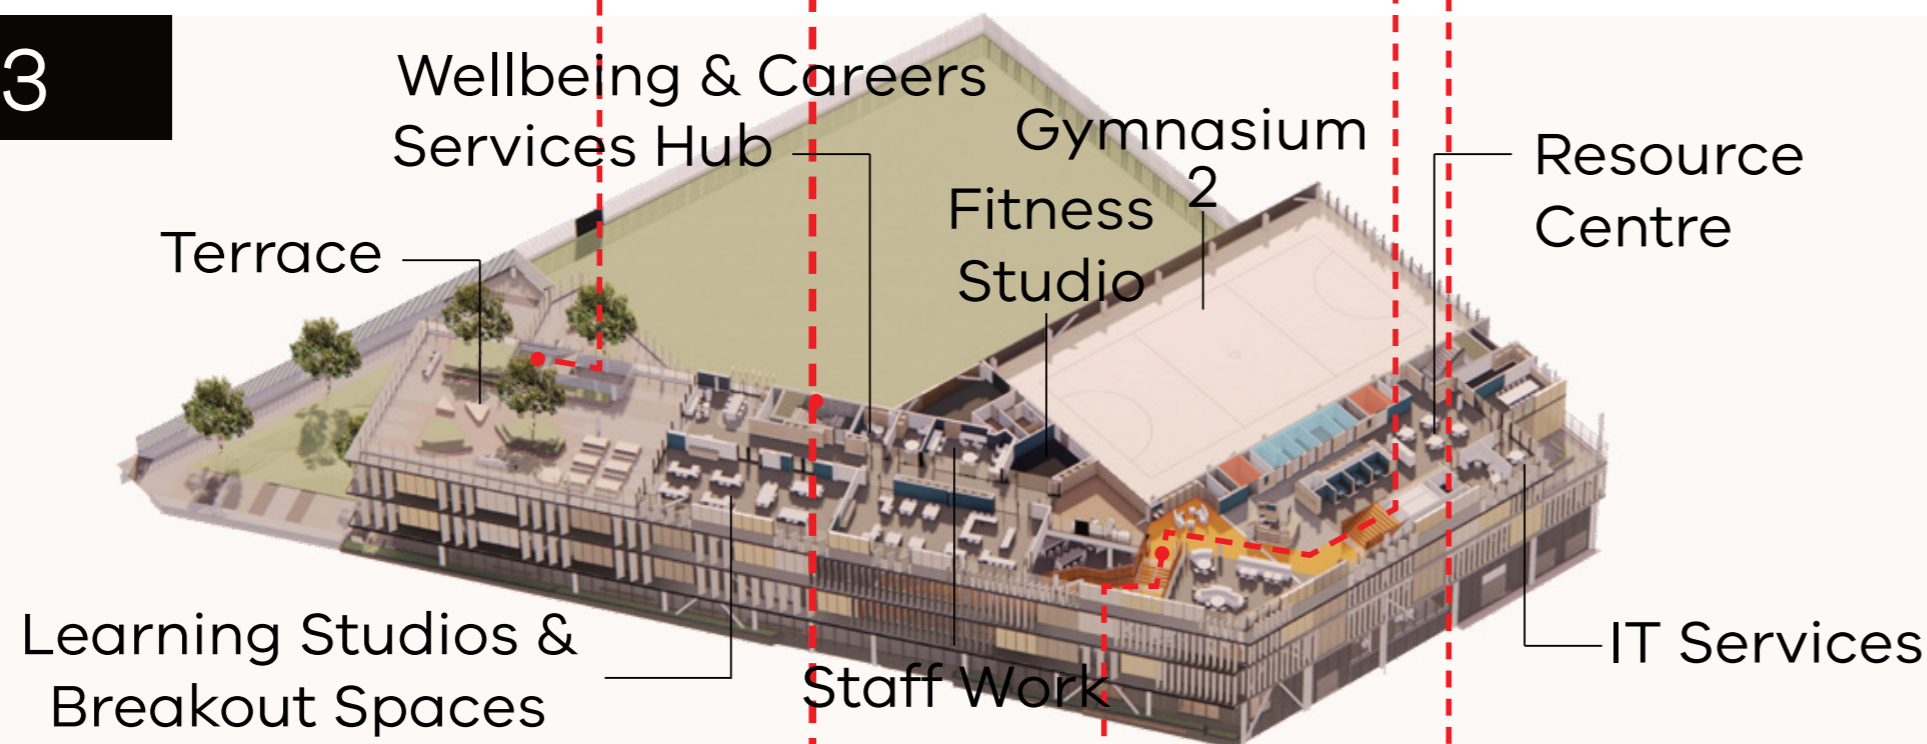 3
Wellbeing & Careers
Services Hub
Gymnasium
2
Fitness
Studio
Resource
Centre
Terrace
Learning Studios &
Breakout Spaces
Staff Work
IT Services